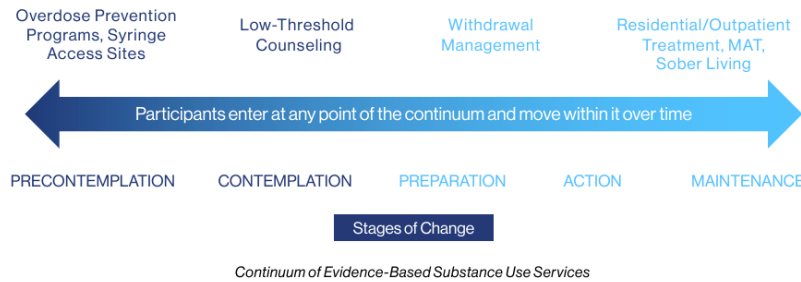 Overdose Prevention
Programs, Syringe
Access Sites
Low-Threshold
Counseling
Withdrawal
Management
Residential/Outpatient
Treatment, MAT,
Sober Living
Participants enter at any point of the continuum and move within it over time
PRECONTEMPLATION
CONTEMPLATION
PREPARATION
ACTION
MAINTENANCE
Stages of Change
Continuum of Evidence-Based Substance Use Services